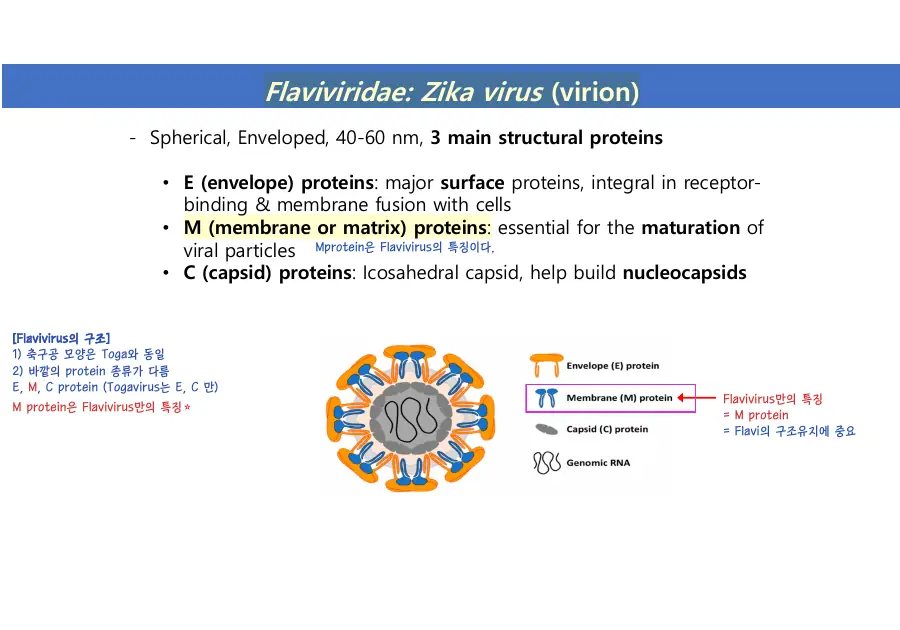 Flaviviridae: Zika virus (virion)
- Spherical, Enveloped, 40-60 nm, 3 main structural proteins
• E (envelope) proteins: major surface proteins, integral in receptor-
binding & membrane fusion with cells
• M (membrane or matrix) proteins: essential for the maturation of
viral particles
Mprotein은 Flavivirus의 특징이다.
• C (capsid) proteins: Icosahedral capsid, help build nucleocapsids
[Flavivirus의 구조]
1) 축구공 모양은 Toga와 동일
2) 바깥의 protein 종류가 다름
E, M, C protein (Togavirus는 E, C 만)
M protein은 Flavivirus만의 특징☆
Envelope (E) protein
Membrane (M) protein
Capsid (C) protein
Genomic RNA
Flavivirus만의 특징
= M protein
= Flavi의 구조유지에 중요